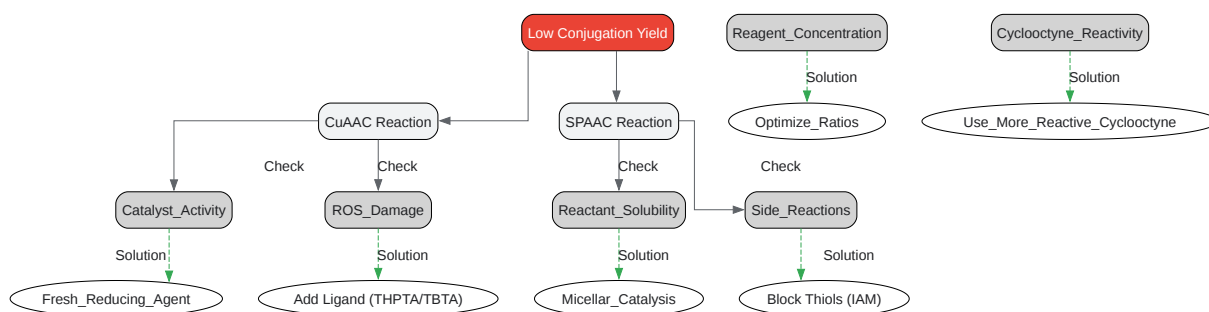 Low Conjugation Yield
Reagent_Concentration
Cyclooctyne_Reactivity
Solution
Solution
CuAAC Reaction
SPAAC Reaction
Optimize_Ratios
Use_More_Reactive_Cyclooctyne
Check
Check
Check
Check
Catalyst_Activity
ROS_Damage
Reactant_Solubility
Side_Reactions
Solution
Solution
Solution
Solution
Fresh_Reducing_Agent
Add Ligand (THPTA/TBTA)
Micellar_Catalysis
Block Thiols (IAM)